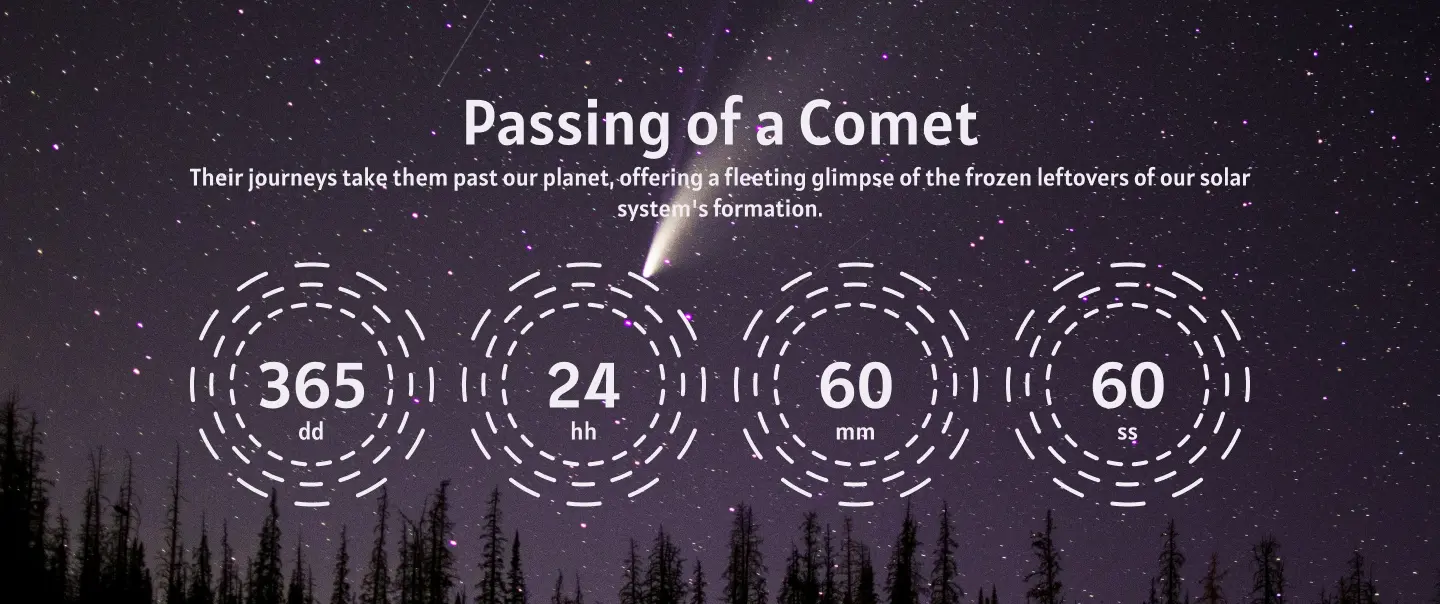 Passing of a Comet
Their journeys take them past our planet, offering a fleeting glimpse of the frozen leftovers of our solar
system's formation.
365
dd
24
hh
60
mm
60
ss